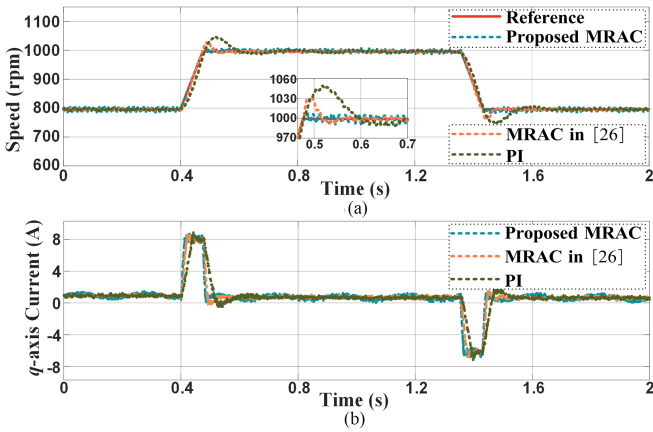 1100
1000
900
800
700
600
Speed (rpm)
Reference
Proposed MRAC
1060
1030
1000
970
0.5 0.6 0.7
MRAC in [26]
PI
0 0.4 0.8 1.2 1.6 2
Time (s)
(a)
8
4
0
-4
-8
q-axis Current (A)
Proposed MRAC
MRAC in [26]
PI
0 0.4 0.8 1.2 1.6 2
Time (s)
(b)